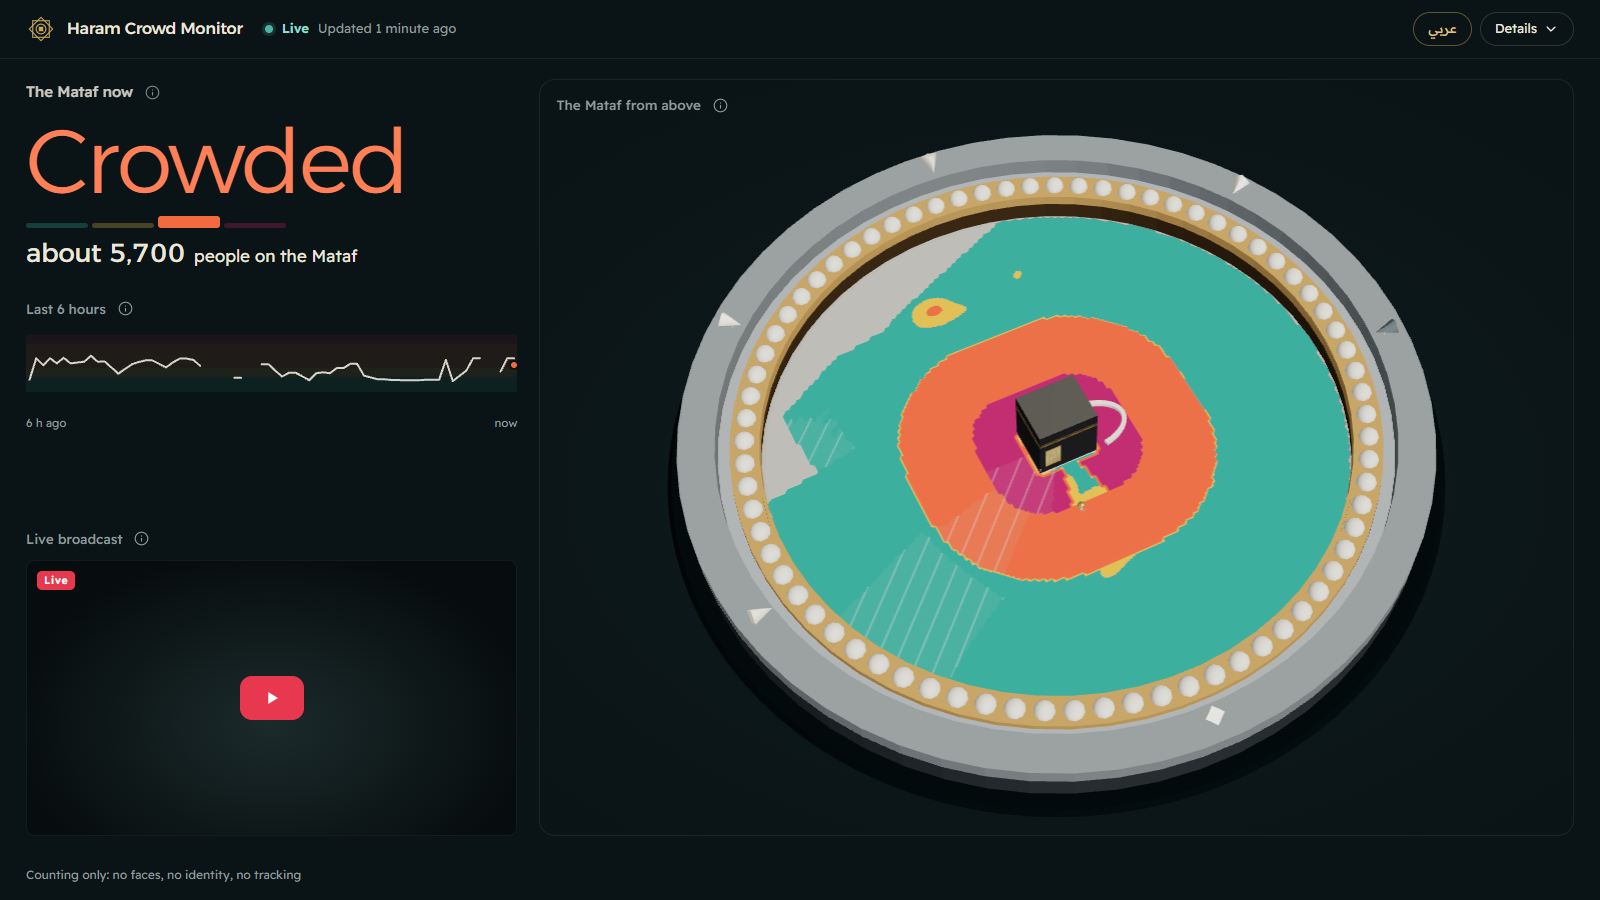 Haram Crowd Monitor
Live Updated 1 minute ago
عربي
Details
The Mataf now
Crowded
about 5,700 people on the Mataf
Last 6 hours
6 h ago
now
Live broadcast
Live
The Mataf from above
Counting only: no faces, no identity, no tracking